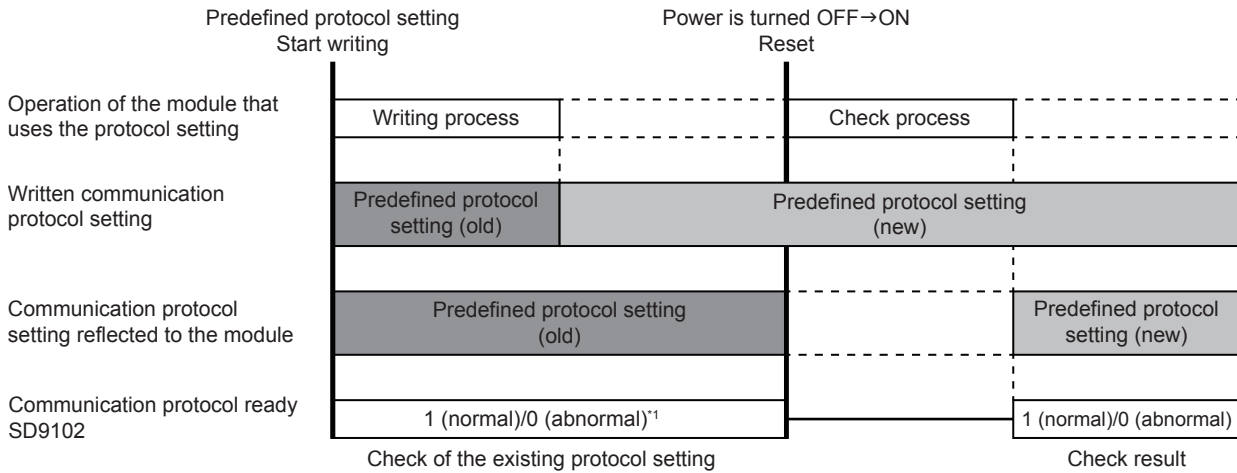 Predefined protocol setting
Start writing
Power is turned OFF→ON
Reset
Operation of the module that
uses the protocol setting
Writing process
Check process
Written communication
protocol setting
Predefined protocol
setting (old)
Predefined protocol setting
(new)
Communication protocol
setting reflected to the module
Predefined protocol setting
(old)
Predefined protocol
setting (new)
Communication protocol ready
SD9102
1 (normal)/0 (abnormal)*1
1 (normal)/0 (abnormal)
Check of the existing protocol setting
Check result